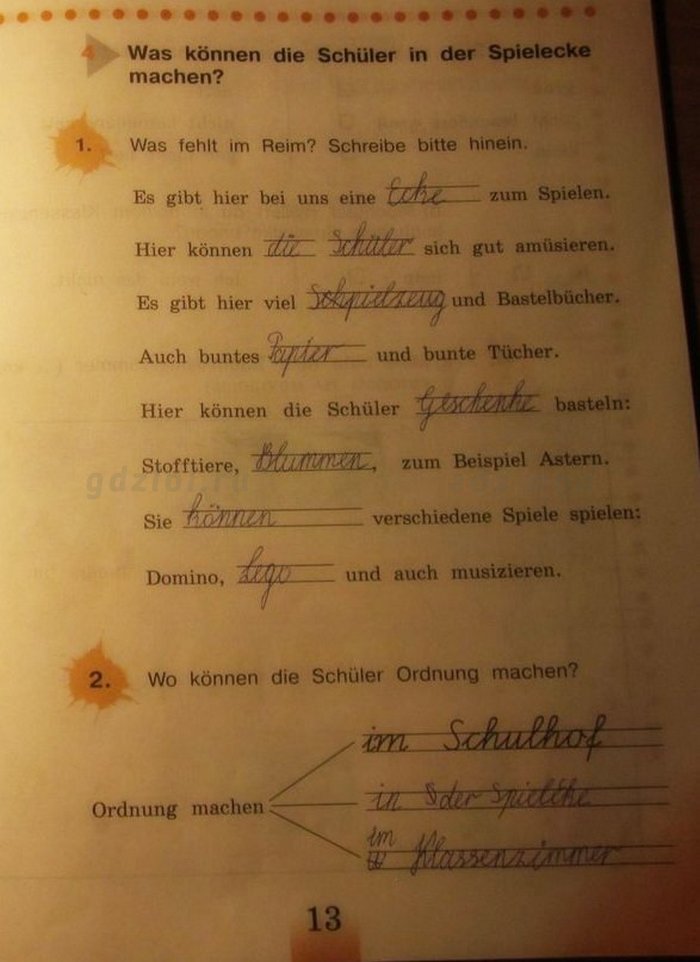 4 Was können die Schüler in der Spielecke
machen?
1. Was fehlt im Reim? Schreibe bitte hinein.
Es gibt hier bei uns eine Ecke zum Spielen.
Hier können die Schüler sich gut amüsieren.
Es gibt hier viel Schpielzeug und Bastelbücher.
Auch buntes Papier und bunte Tücher.
Hier können die Schüler Geschenke basteln:
Stofftiere, Blummen, zum Beispiel Astern.
Sie können verschiedene Spiele spielen:
Domino, Lego und auch musizieren.
2. Wo können die Schüler Ordnung machen?
im Schulhof
Ordnung machen in der
im Klassenzimmer
13